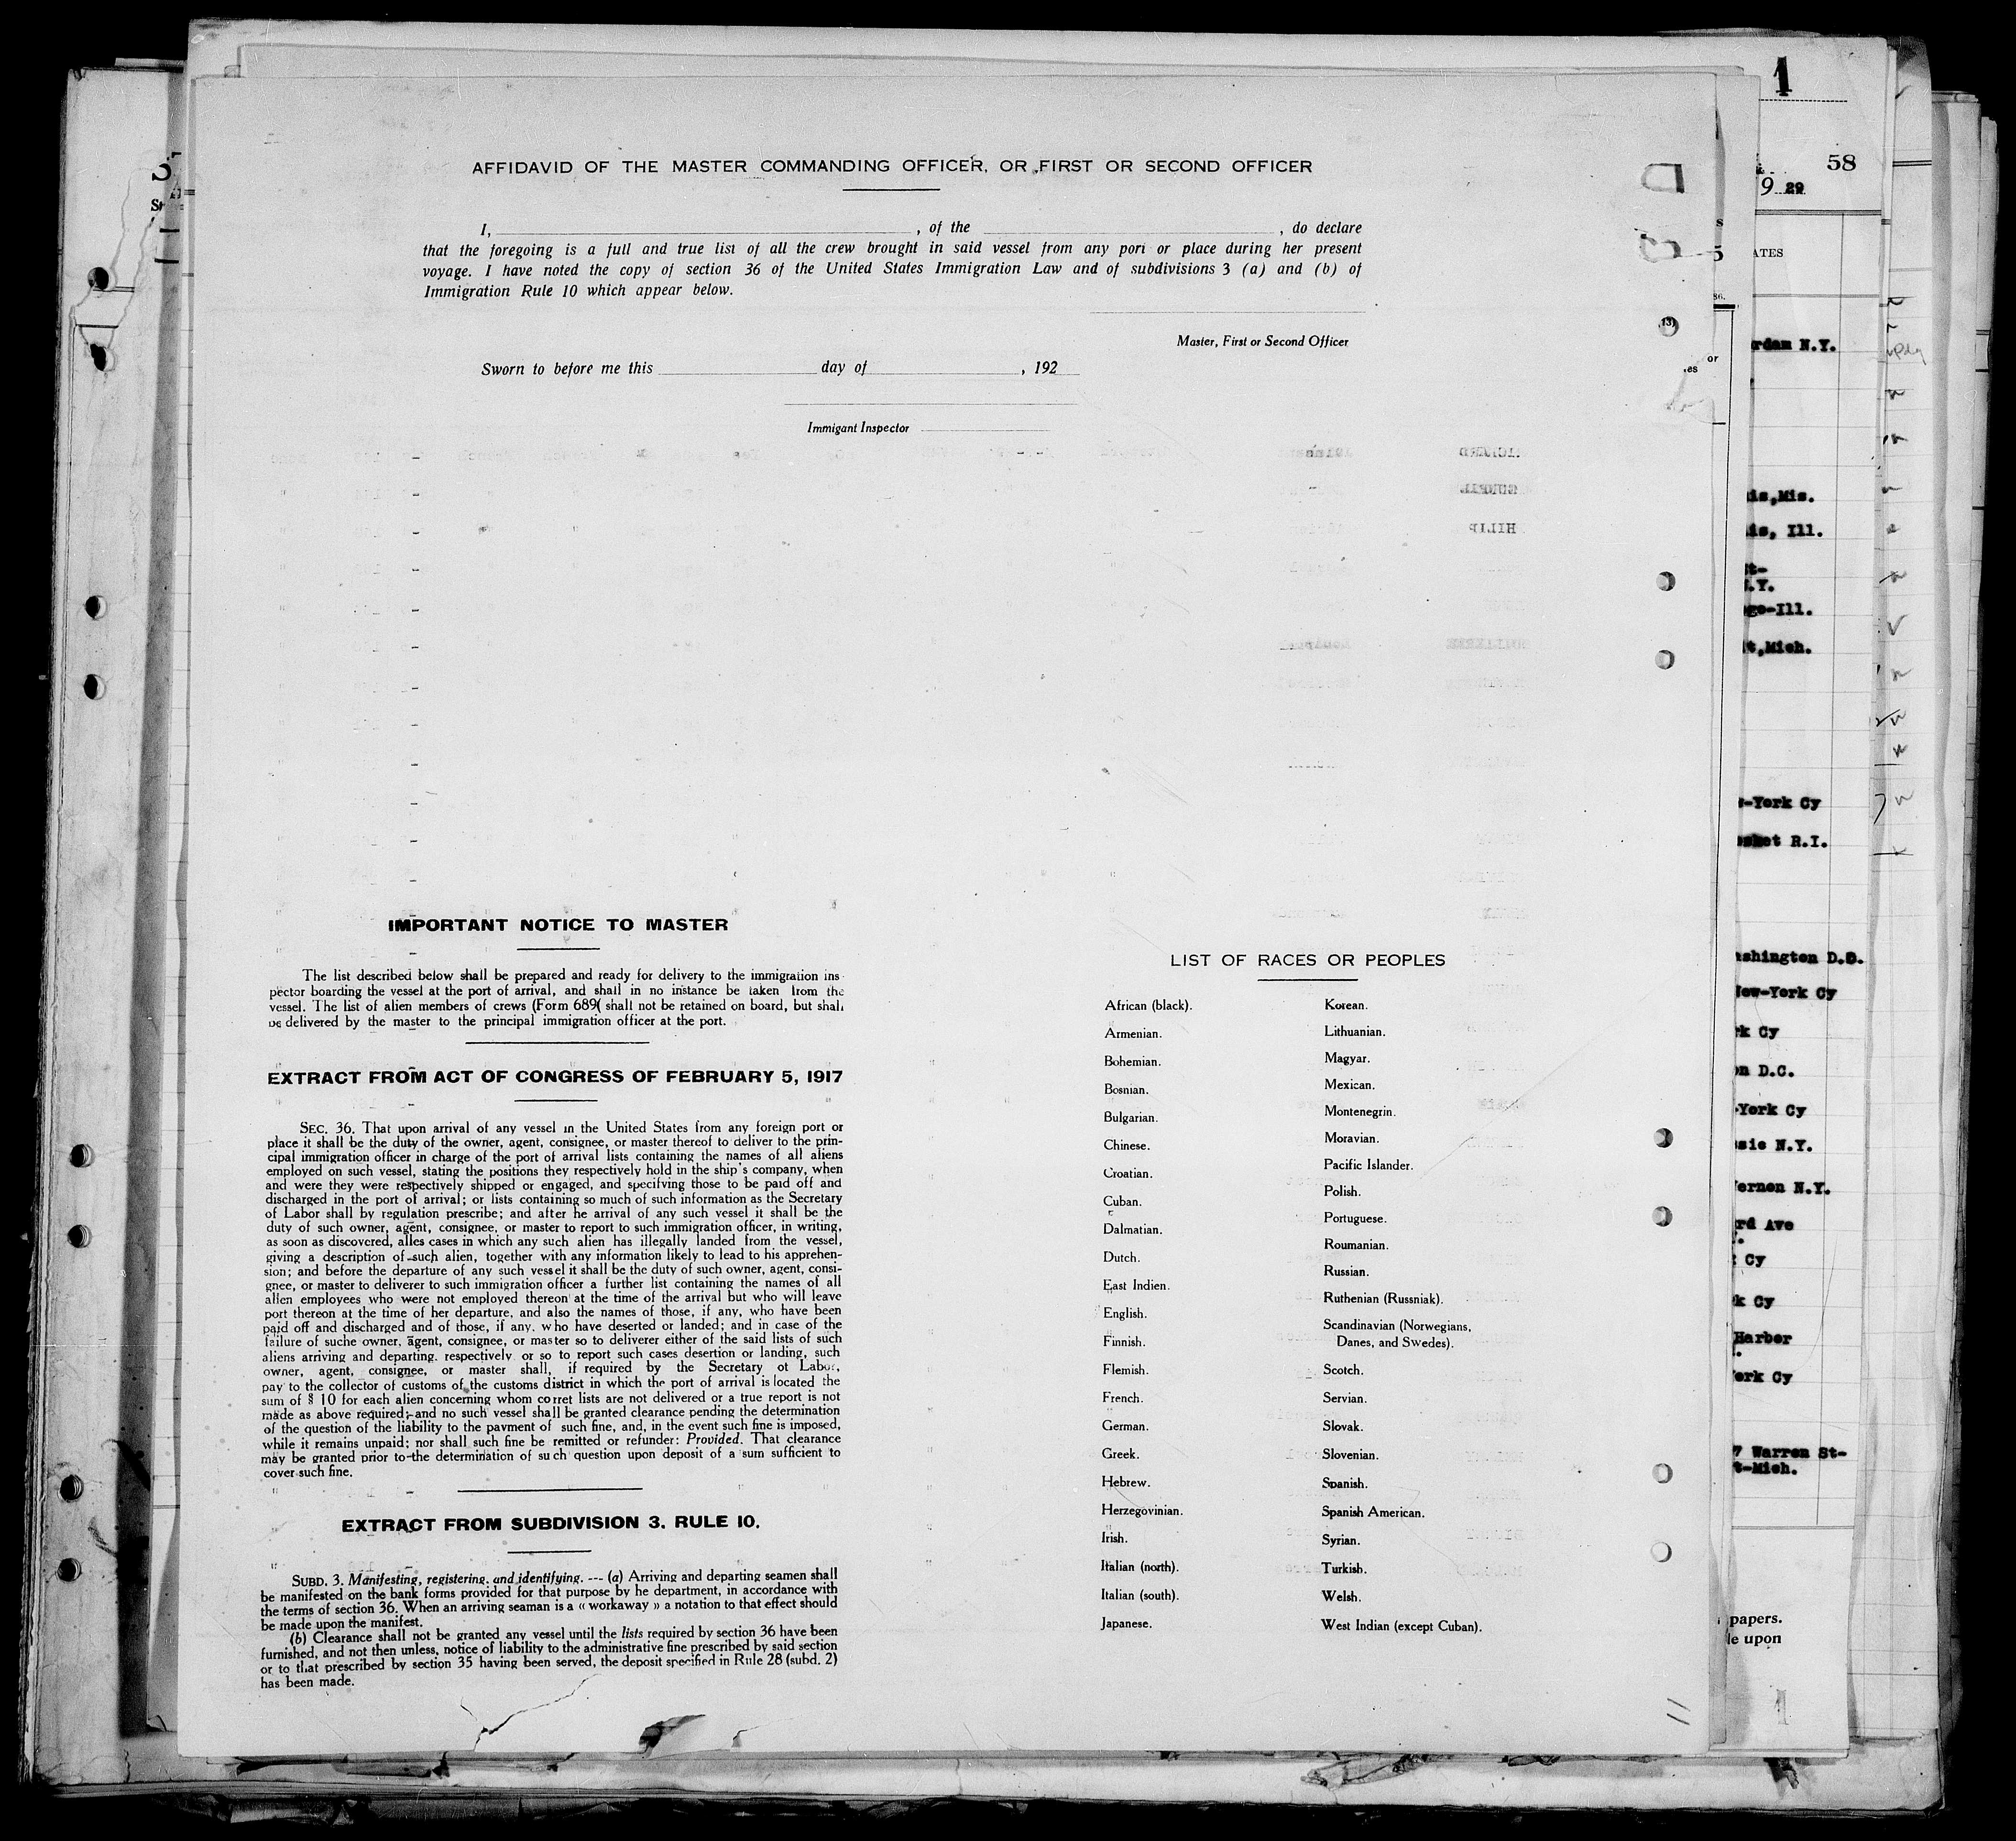 AFFIDAVID OF THE MASTER COMMANDING OFFICER, OR FIRST OR SECOND OFFICER
I, , of the , do declare
that the foregoing is a full and true list of all the crew brought in said vessel from any pori or place during her present
voyage. I have noted the copy of section 36 of the United States Immigration Law and of subdivisions 3 (a) and (b) of
Immigration Rule 10 which appear below.
Master, First or Second Officer
Sworn to before me this day of , 192
Immigant Inspector
IMPORTANT NOTICE TO MASTER
The list described below shall be prepared and ready for delivery to the immigration ins-
pector boarding the vessel at the port of arrival, and shall in no instance be taken from the
vessel. The list of alien members of crews (Form 689( shall not be retained on board, but shall
be delivered by the master to the principal immigration officer at the port.
EXTRACT FROM ACT OF CONGRESS OF FEBRUARY 5, 1917
SEC. 36. That upon arrival of any vessel in the United States from any foreign port or
place it shall be the duty of the owner, agent, consignee, or master thereof to deliver to the prin-
cipal immigration officer in charge of the port of arrival lists containing the names of all aliens
employed on such vessel, stating the positions they respectively hold in the ship's company, when
and were they were respectively shipped or engaged, and specifying those to be paid off and
discharged in the port of arrival; or lists containing so much of such information as the Secretary
of Labor shall by regulation prescribe; and after he arrival of any such vessel it shall be the
duty of such owner, agent, consignee, or master to report to such immigration officer, in writing,
as soon as discovered, alles cases in which any such alien has illegally landed from the vessel,
giving a description of such alien, together with any information likely to lead to his apprehen-
sion; and before the departure of any such vessel it shall be the duty of such owner, agent, consi-
gnee, or master to deliverer to such immigration officer a further list containing the names of all
alien employees who were not employed thereon at the time of the arrival but who will leave
port thereon at the time of her departure, and also the names of those, if any, who have been
paid off and discharged and of those, if any, who have deserted or landed; and in case of the
failure of suche owner, agent, consignee, or master so to deliverer either of the said lists of such
aliens arriving and departing, respectively or so to report such cases desertion or landing, such
owner, agent, consignee, or master shall, if required by the Secretary of Labor,
pay to the collector of customs of the customs district in which the port of arrival is located the
sum of $ 10 for each alien concerning whom corret lists are not delivered or a true report is not
made as above required; and no such vessel shall be granted clearance pending the determination
of the question of the liability to the payment of such fine, and, in the event such fine is imposed,
while it remains unpaid; nor shall such fine be remitted or refunder: Provided. That clearance
may be granted prior to the determination of such question upon deposit of a sum sufficient to
cover such fine.
EXTRACT FROM SUBDIVISION 3. RULE 10.
SUBD. 3. Manifesting, registering, and identifying. --- (a) Arriving and departing seamen shall
be manifested on the bank forms provided for that purpose by he department, in accordance with
the terms of section 36. When an arriving seaman is a « workaway » a notation to that effect should
be made upon the manifest.
(b) Clearance shall not be granted any vessel until the lists required by section 36 have been
furnished, and not then unless, notice of liability to the administrative fine prescribed by said section
or to that prescribed by section 35 having been served, the deposit specified in Rule 28 (subd. 2)
has been made.
LIST OF RACES OR PEOPLES
African (black).
Armenian.
Bohemian.
Bosnian.
Bulgarian.
Chinese.
Croatian.
Cuban.
Dalmatian.
Dutch.
East Indien.
English.
Finnish.
Flemish.
French.
German.
Greek.
Hebrew.
Herzegovinian.
Irish.
Italian (north).
Italian (south).
Japanese.
Korean.
Lithuanian.
Magyar.
Mexican.
Montenegrin.
Moravian.
Pacific Islander.
Polish.
Portuguese.
Roumanian.
Russian.
Ruthenian (Russniak).
Scandinavian (Norwegians,
Danes, and Swedes).
Scotch.
Servian.
Slovak.
Slovenian.
Spanish.
Spanish American.
Syrian.
Turkish.
Welsh.
West Indian (except Cuban).
1
58
9 29
N.Y.
Mis.
Ill.
Ill.
Mich.
York Cy
R.I.
D.C.
New-York Cy
Cy
D.C.
York Cy
N.Y.
N.Y.
Ave
Cy
Cy
Harbor
Cy
7 Warren St-
Mich.
papers.
upon